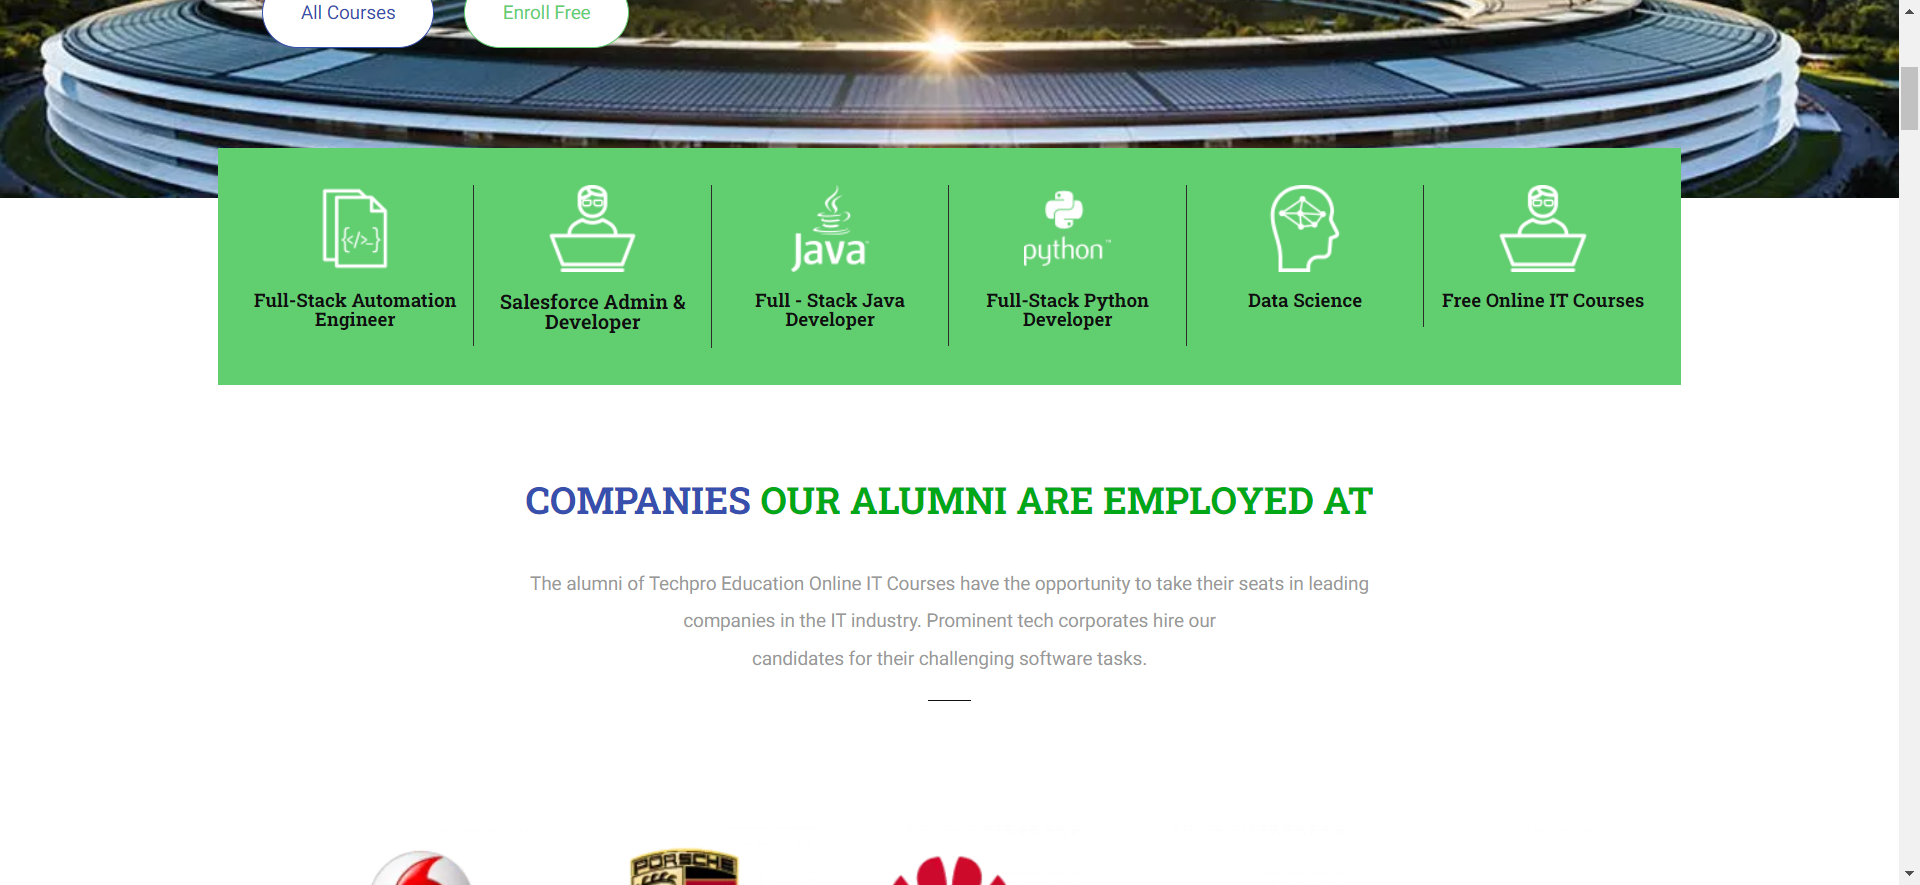 All Courses
Enroll Free
{</>_}
Java
python™
Full-Stack Automation
Engineer
Salesforce Admin &
Developer
Full - Stack Java
Developer
Full-Stack Python
Developer
Data Science
Free Online IT Courses
COMPANIES OUR ALUMNI ARE EMPLOYED AT
The alumni of Techpro Education Online IT Courses have the opportunity to take their seats in leading
companies in the IT industry. Prominent tech corporates hire our
candidates for their challenging software tasks.
PORSCHE